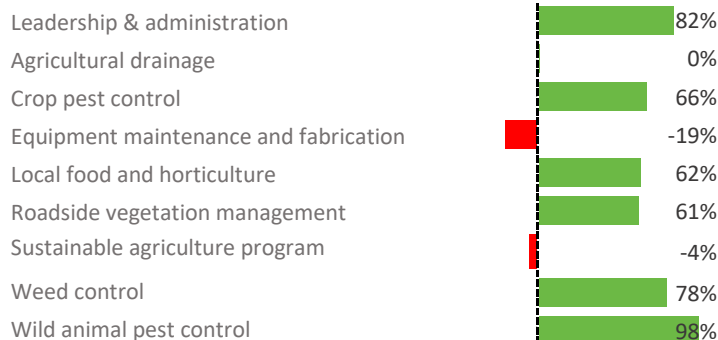 Leadership & administration 82%
Agricultural drainage 0%
Crop pest control 66%
Equipment maintenance and fabrication -19%
Local food and horticulture 62%
Roadside vegetation management 61%
Sustainable agriculture program -4%
Weed control 78%
Wild animal pest control 98%